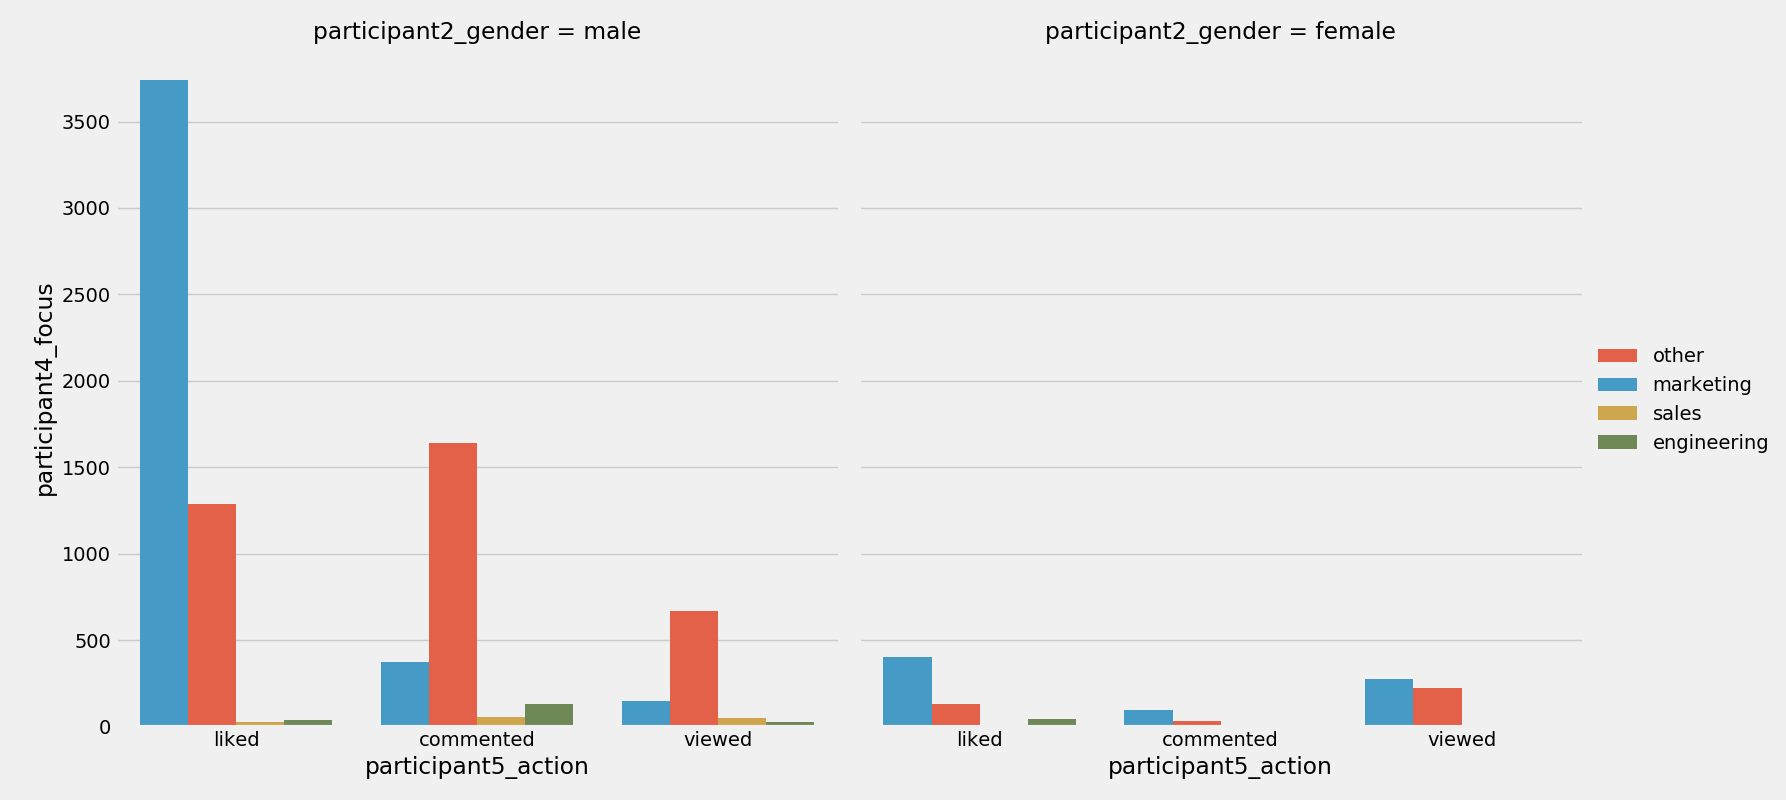 participant2_gender = male
participant2_gender = female
participant4_focus
3500
3000
2500
2000
1500
1000
500
0
liked
commented
viewed
participant5_action
liked
commented
viewed
participant5_action
other
marketing
sales
engineering